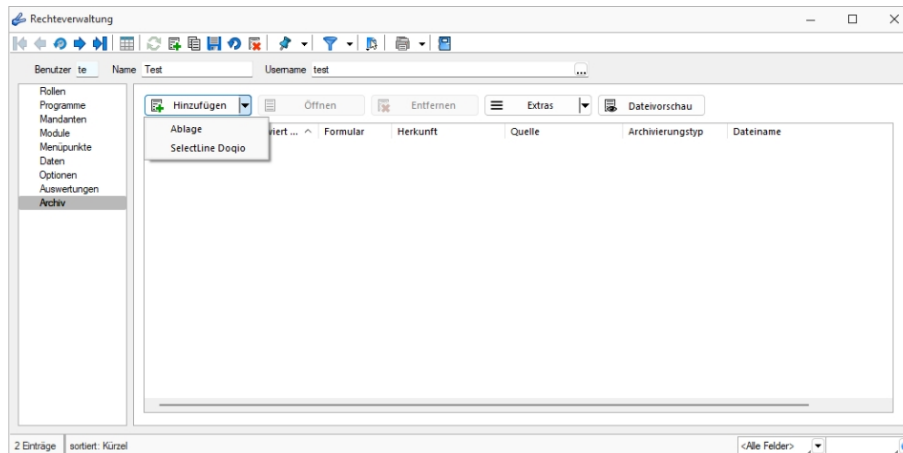 Rechteverwaltung
Benutzer te Name Test Username test ...
Rollen
Programme
Mandanten
Module
Menüpunkte
Daten
Optionen
Auswertungen
Archiv
Hinzufügen Öffnen Entfernen Extras Dateivorschau
Ablage
SelectLine Doqio
viert ... Formular Herkunft Quelle Archivierungstyp Dateiname
2 Einträge sortiert: Kürzel <Alle Felder>